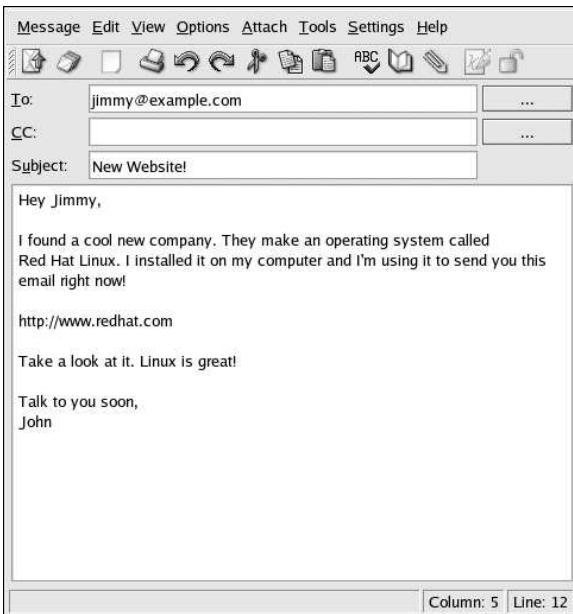 Message Edit View Options Attach Tools Settings Help
ABC
To: jimmy@example.com ...
CC: ...
Subject: New Website!
Hey Jimmy,
I found a cool new company. They make an operating system called
Red Hat Linux. I installed it on my computer and I'm using it to send you this
email right now!
http://www.redhat.com
Take a look at it. Linux is great!
Talk to you soon,
John
Column: 5 Line: 12